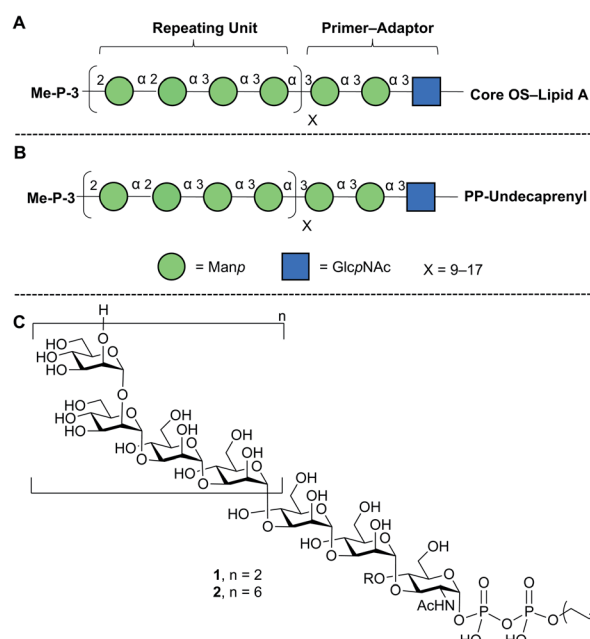 A
Repeating Unit
Primer–Adaptor
Me-P-3
2 α 2 α 3 α 3 α 3 α 3 α 3
Core OS–Lipid A
X
B
Me-P-3
2 α 2 α 3 α 3 α 3 α 3 α 3
PP-Undecaprenyl
X
= Manp
= GlcpNAc
X = 9–17
C
H
n
O
HO
HO
HO
O
O
HO
HO
HO
O
O
OH
OH
HO
O
O
OH
OH
HO
O
O
OH
OH
HO
O
O
OH
OH
HO
O
O
OH
RO
O
O
AcHN
O
O
P
HO
O
O
P
HO
O
1, n = 2
2, n = 6